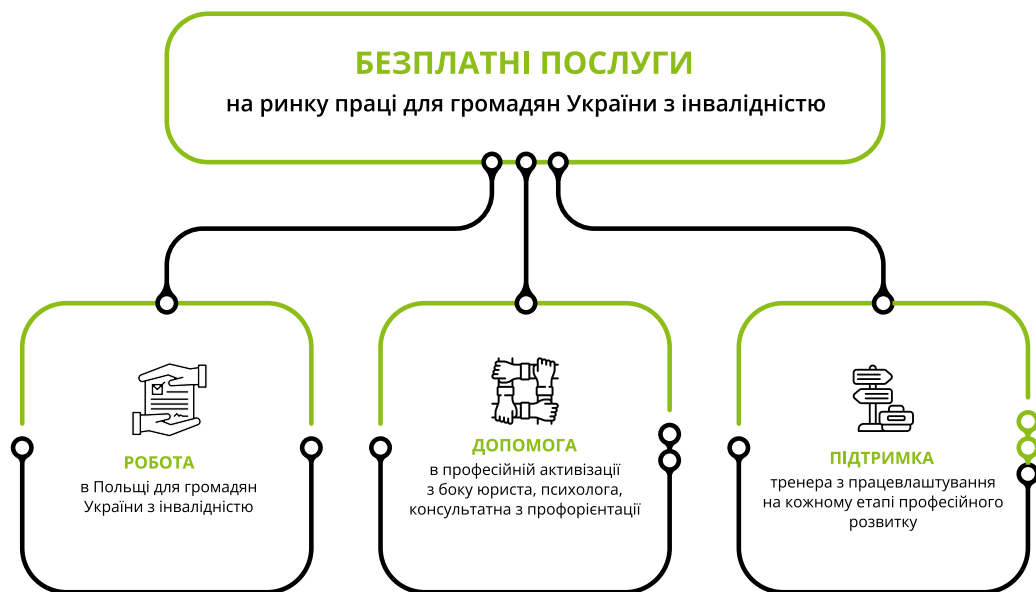 БЕЗПЛАТНІ ПОСЛУГИ
на ринку праці для громадян України з інвалідністю
РОБОТА
в Польщі для громадян
України з інвалідністю
ДОПОМОГА
в професійній активізації
з боку юриста, психолога,
консультатна з профорієнтації
ПІДТРИМКА
тренера з працевлаштування
на кожному етапі професійного
розвитку